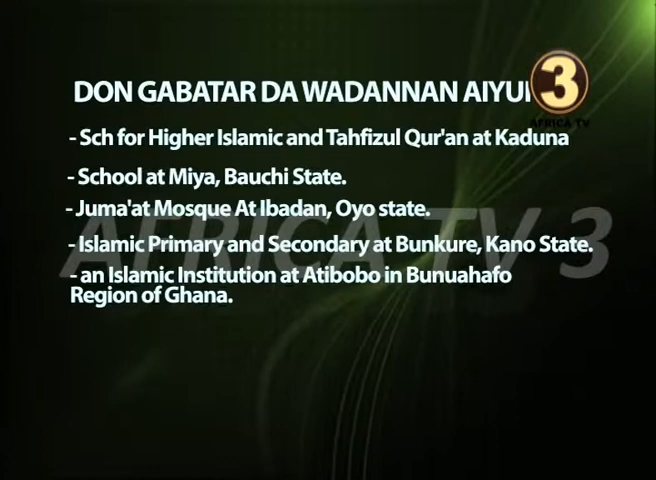 DON GABATAR DA WADANNAN
3
AFRICA TV
- Sch for Higher Islamic and Tahfizul Qur'an at Kaduna
- School at Miya, Bauchi State.
- Juma'at Mosque At Ibadan, Oyo state.
AFRICA TV 3
- Islamic Primary and Secondary at Bunkure, Kano State.
- an Islamic Institution at Atibobo in Bunuahafo
Region of Ghana.